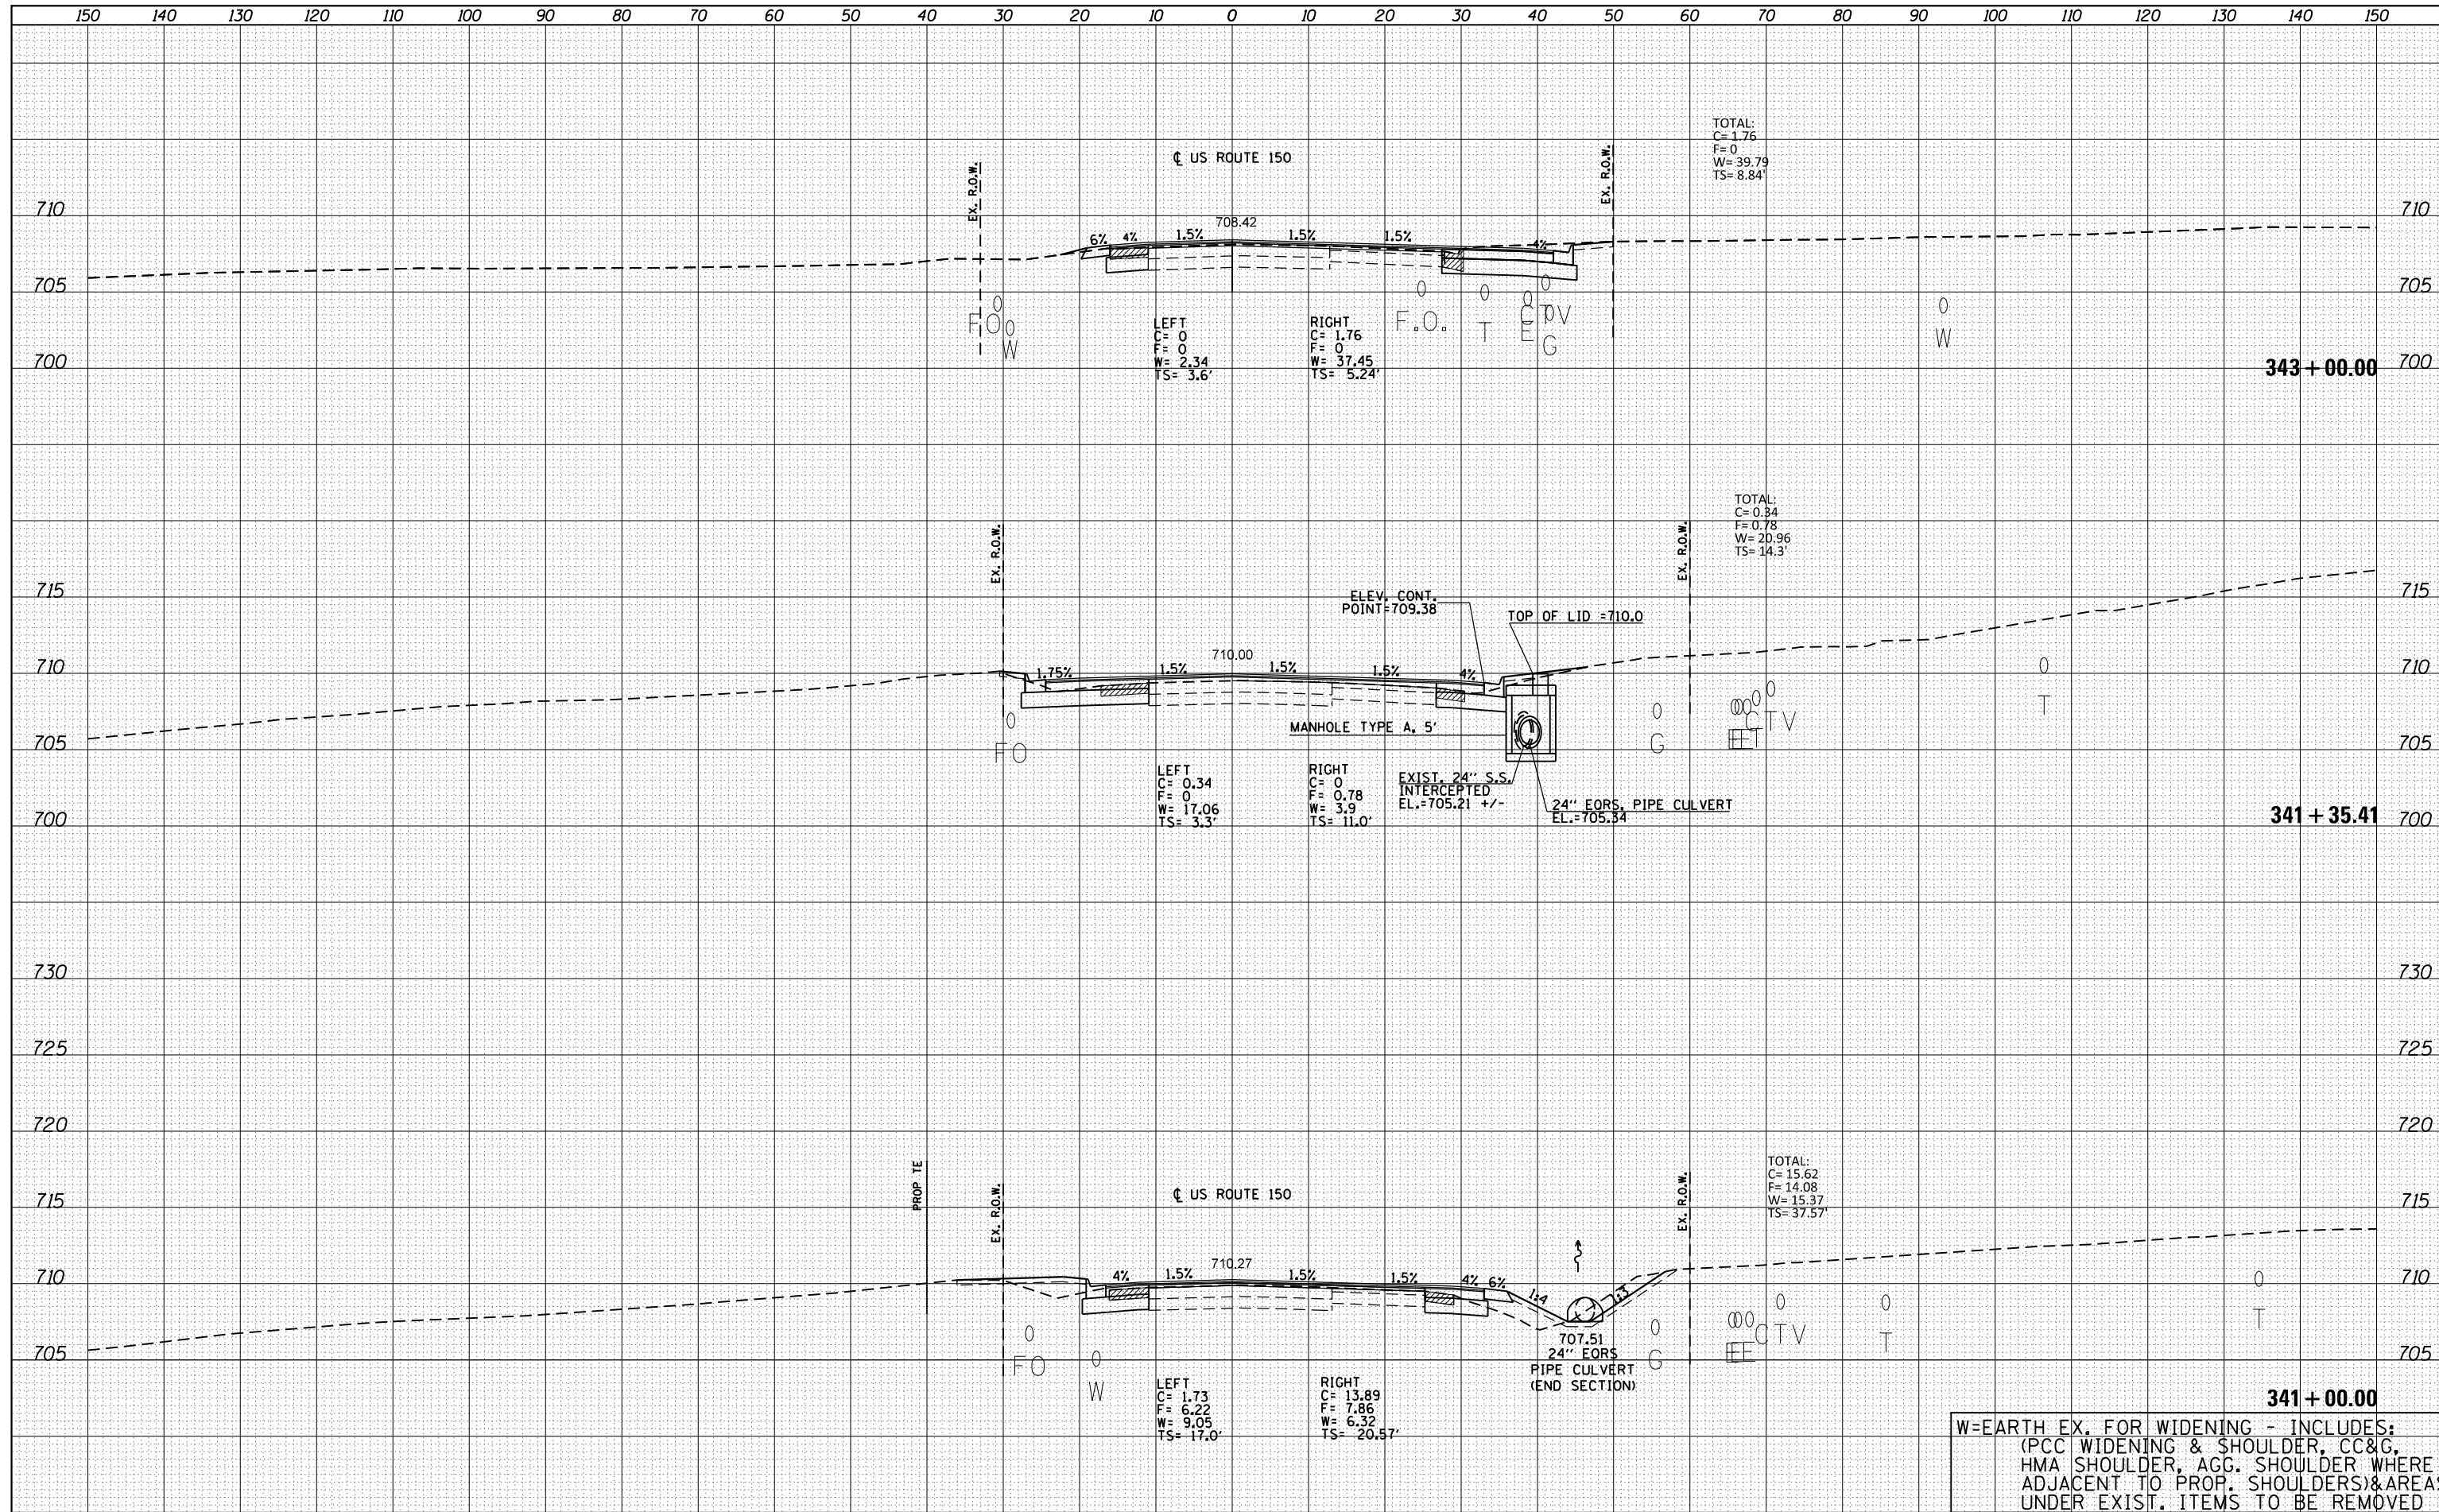 150 140 130 120 110 100 90 80 70 60 50 40 30 20 10 0 10 20 30 40 50 60 70 80 90 100 110 120 130 140 150
TOTAL:
C= 1.76
F= 0
W= 39.79
TS= 8.84'
℄ US ROUTE 150
EX. R.O.W.
EX. R.O.W.
710
710
708.42
6% 4% 1.5% 1.5% 1.5% 4%
705
705
FO
W
F.O.
T
CTV
E
G
W
LEFT
C= 0
F= 0
W= 2.34
TS= 3.6'
RIGHT
C= 1.76
F= 0
W= 37.45
TS= 5.24'
700
343+00.00
700
TOTAL:
C= 0.34
F= 0.78
W= 20.96
TS= 14.3'
EX. R.O.W.
EX. R.O.W.
715
715
ELEV. CONT.
POINT=709.38
TOP OF LID =710.0
710
710
710.00
1.75% 1.5% 1.5% 1.5% 4%
MANHOLE TYPE A, 5'
705
705
FO
G
EEE
CTV
T
T
LEFT
C= 0.34
F= 0
W= 17.06
TS= 3.3'
RIGHT
C= 0
F= 0.78
W= 3.9
TS= 11.0'
EXIST. 24'' S.S.
INTERCEPTED
EL.=705.21 +/-
24'' EQRS, PIPE CULVERT
EL.=705.34
700
341+35.41
700
730
730
725
725
720
720
PROP TE
EX. R.O.W.
EX. R.O.W.
TOTAL:
C= 15.62
F= 14.08
W= 15.37
TS= 37.57'
715
715
℄ US ROUTE 150
710
710
710.27
4% 1.5% 1.5% 1.5% 4% 6%
1:4
1:3
707.51
24'' EQRS
PIPE CULVERT
(END SECTION)
705
705
FO
W
G
EEE
CTV
T
T
LEFT
C= 1.73
F= 6.22
W= 9.05
TS= 17.0'
RIGHT
C= 13.89
F= 7.86
W= 6.32
TS= 20.57'
341+00.00
W=EARTH EX. FOR WIDENING - INCLUDES:
(PCC WIDENING & SHOULDER, CC&G,
HMA SHOULDER, AGG. SHOULDER WHERE
ADJACENT TO PROP. SHOULDERS)&AREAS
UNDER EXIST. ITEMS TO BE REMOVED